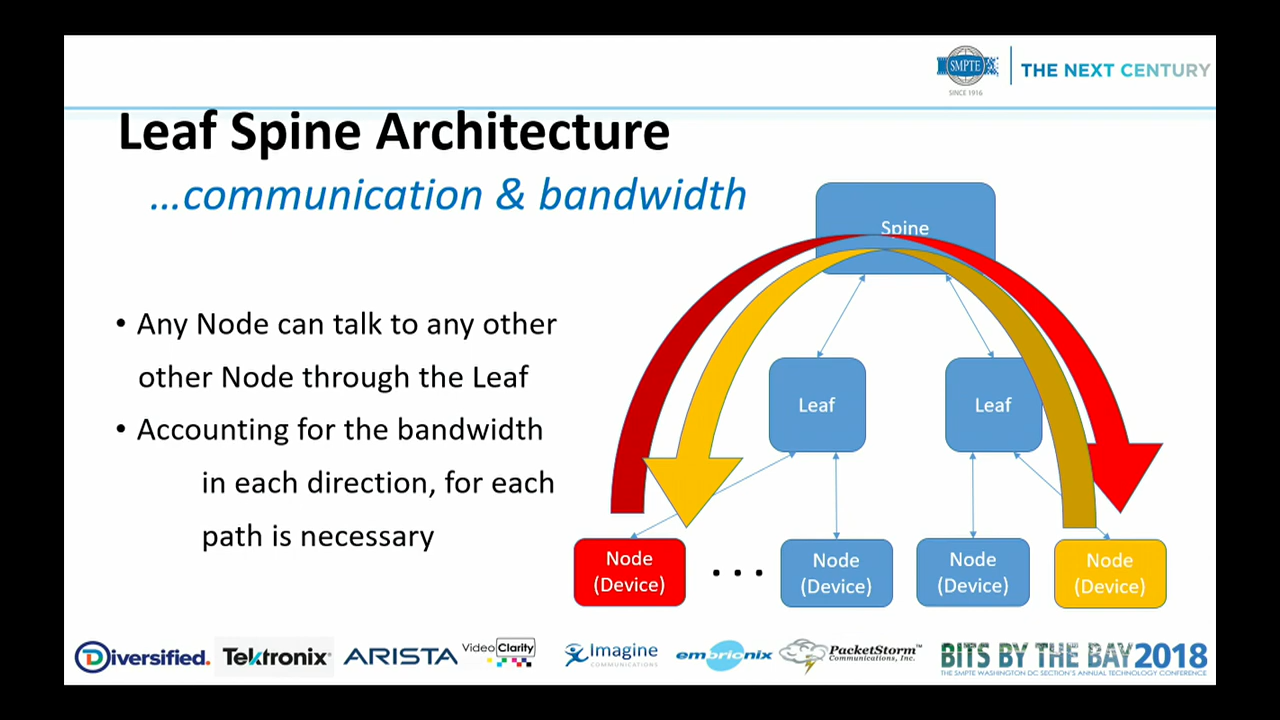 SMPTE
SINCE 1916
THE NEXT CENTURY
Leaf Spine Architecture
...communication & bandwidth
Spine
• Any Node can talk to any other
other Node through the Leaf
• Accounting for the bandwidth
in each direction, for each
path is necessary
Leaf
Leaf
Node
(Device)
. . .
Node
(Device)
Node
(Device)
Node
(Device)
Diversified.
Tektronix
ARISTA
Video Clarity
Imagine
COMMUNICATIONS
embrionix
PacketStorm
Communications, Inc.
BITS BY THE BAY 2018
THE SMPTE WASHINGTON DC SECTION'S ANNUAL TECHNOLOGY CONFERENCE